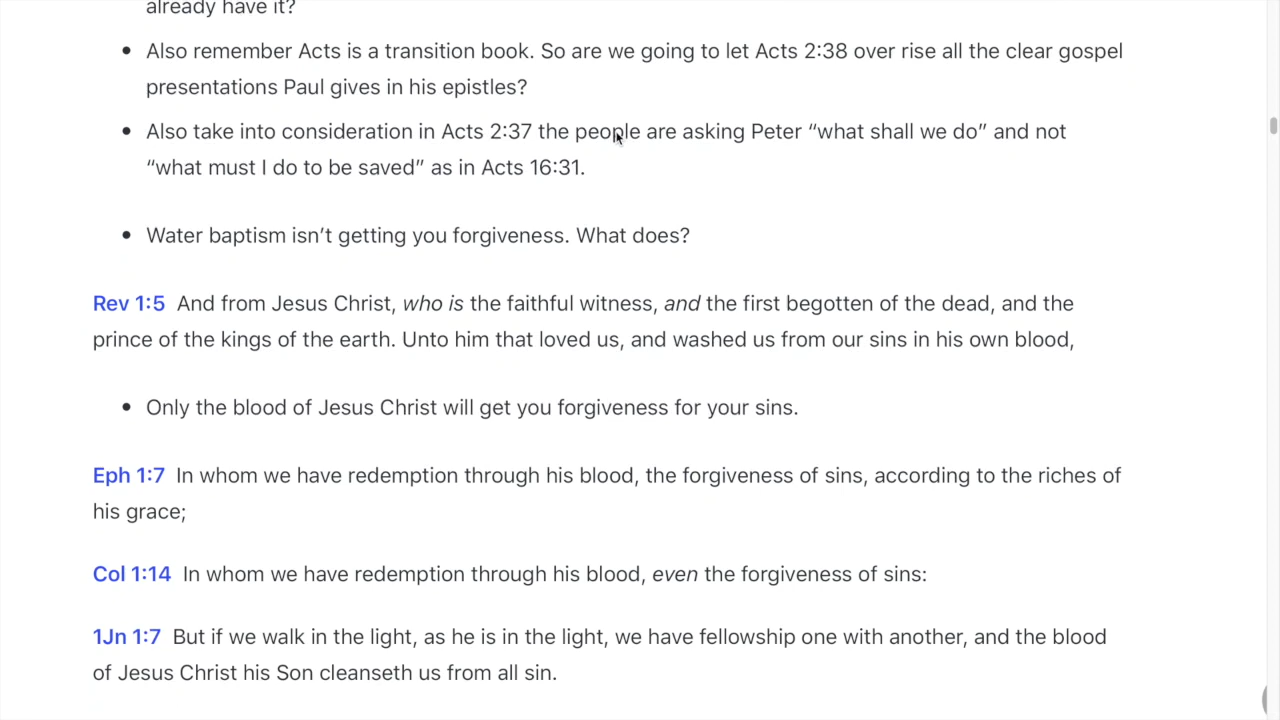 already have it?
• Also remember Acts is a transition book. So are we going to let Acts 2:38 over rise all the clear gospel
presentations Paul gives in his epistles?
• Also take into consideration in Acts 2:37 the people are asking Peter “what shall we do” and not
“what must I do to be saved” as in Acts 16:31.
• Water baptism isn’t getting you forgiveness. What does?
Rev 1:5 And from Jesus Christ, who is the faithful witness, and the first begotten of the dead, and the
prince of the kings of the earth. Unto him that loved us, and washed us from our sins in his own blood,
• Only the blood of Jesus Christ will get you forgiveness for your sins.
Eph 1:7 In whom we have redemption through his blood, the forgiveness of sins, according to the riches of
his grace;
Col 1:14 In whom we have redemption through his blood, even the forgiveness of sins:
1Jn 1:7 But if we walk in the light, as he is in the light, we have fellowship one with another, and the blood
of Jesus Christ his Son cleanseth us from all sin.